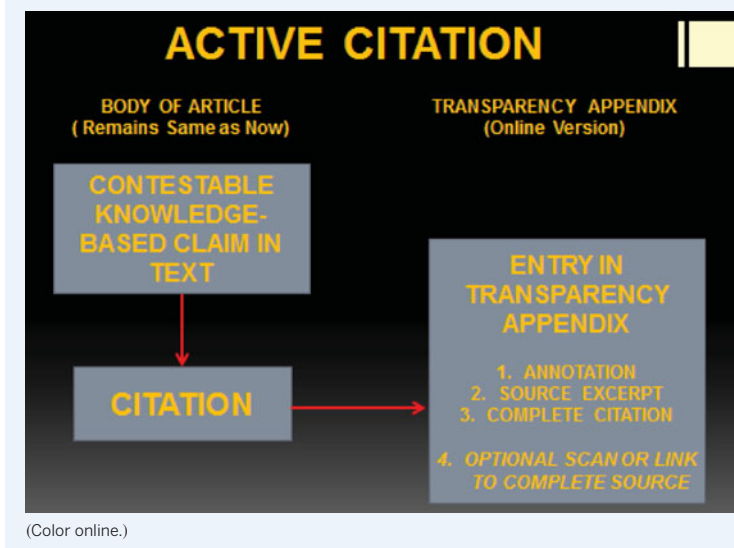 ACTIVE CITATION
BODY OF ARTICLE
( Remains Same as Now)
TRANSPARENCY APPENDIX
(Online Version)
CONTESTABLE
KNOWLEDGE-
BASED CLAIM IN
TEXT
CITATION
ENTRY IN
TRANSPARENCY
APPENDIX
1. ANNOTATION
2. SOURCE EXCERPT
3. COMPLETE CITATION
4. OPTIONAL SCAN OR LINK
TO COMPLETE SOURCE
(Color online.)